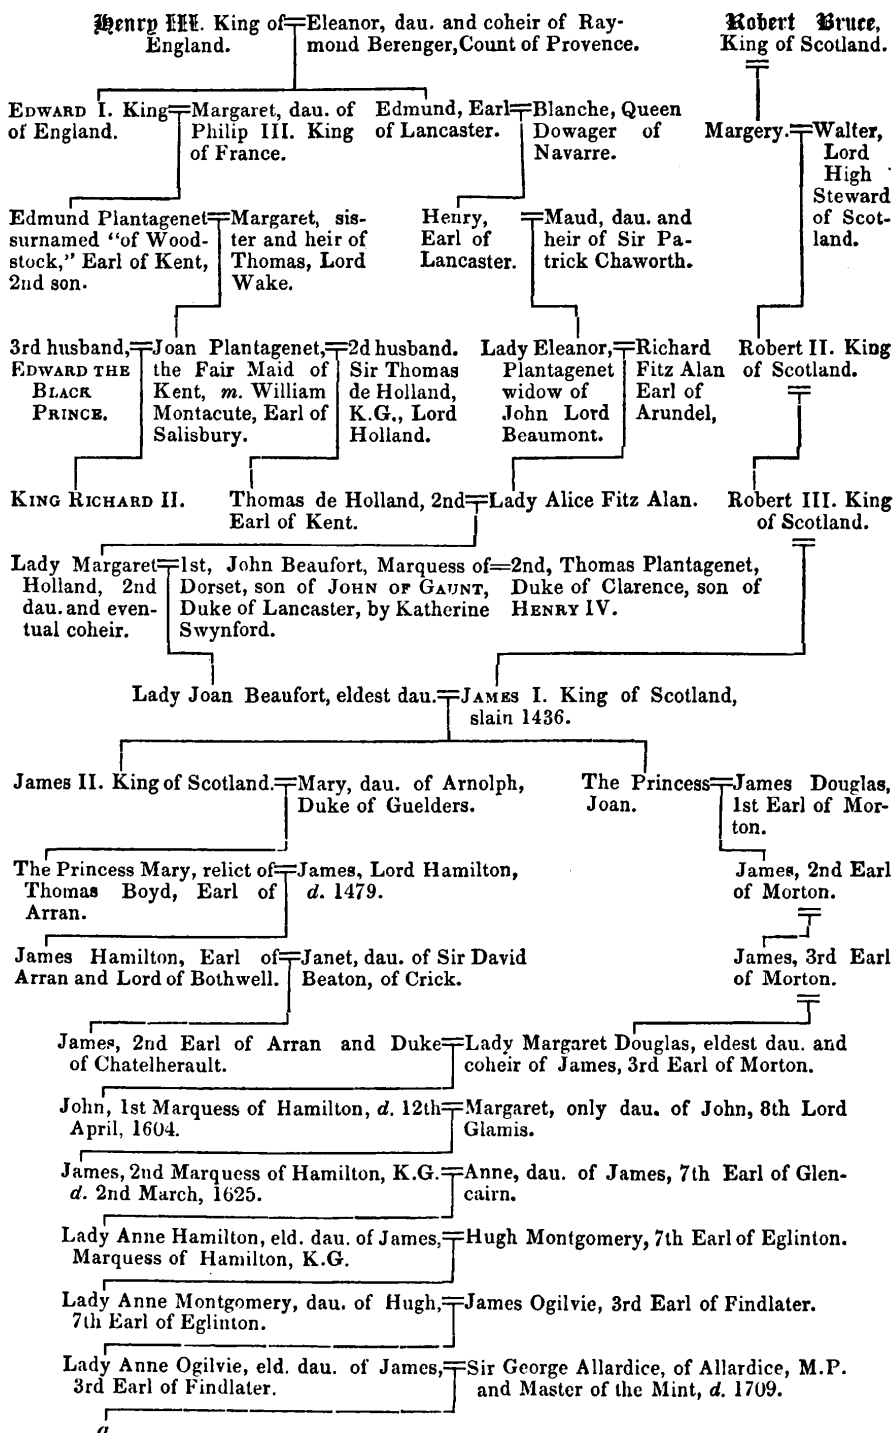 Henry III. King of
England.
Eleanor, dau. and coheir of Ray-
mond Berenger, Count of Provence.
Robert Bruce,
King of Scotland.
EDWARD I. King
of England.
Margaret, dau. of
Philip III. King
of France.
Edmund, Earl
of Lancaster.
Blanche, Queen
Dowager of
Navarre.
Margery.
Walter,
Lord
High
Steward
of Scot-
land.
Edmund Plantagenet
surnamed "of Wood-
stock," Earl of Kent,
2nd son.
Margaret, sis-
ter and heir of
Thomas, Lord
Wake.
Henry,
Earl of
Lancaster.
Maud, dau. and
heir of Sir Pa-
trick Chaworth.
3rd husband,
EDWARD THE
BLACK
PRINCE.
Joan Plantagenet,
the Fair Maid of
Kent, m. William
Montacute, Earl of
Salisbury.
2d husband.
Sir Thomas
de Holland,
K.G., Lord
Holland.
Lady Eleanor,
Plantagenet
widow of
John Lord
Beaumont.
Richard
Fitz Alan
Earl of
Arundel,
Robert II. King
of Scotland.
KING RICHARD II.
Thomas de Holland, 2nd
Earl of Kent.
Lady Alice Fitz Alan.
Robert III. King
of Scotland.
Lady Margaret
Holland, 2nd
dau. and even-
tual coheir.
1st, John Beaufort, Marquess of
Dorset, son of JOHN OF GAUNT,
Duke of Lancaster, by Katherine
Swynford.
2nd, Thomas Plantagenet,
Duke of Clarence, son of
HENRY IV.
Lady Joan Beaufort, eldest dau.
JAMES I. King of Scotland,
slain 1436.
James II. King of Scotland.
Mary, dau. of Arnolph,
Duke of Guelders.
The Princess
Joan.
James Douglas,
1st Earl of Mor-
ton.
The Princess Mary, relict of
Thomas Boyd, Earl of
Arran.
James, Lord Hamilton,
d. 1479.
James, 2nd Earl
of Morton.
James Hamilton, Earl of
Arran and Lord of Bothwell.
Janet, dau. of Sir David
Beaton, of Crick.
James, 3rd Earl
of Morton.
James, 2nd Earl of Arran and Duke
of Chatelherault.
Lady Margaret Douglas, eldest dau. and
coheir of James, 3rd Earl of Morton.
John, 1st Marquess of Hamilton, d. 12th
April, 1604.
Margaret, only dau. of John, 8th Lord
Glamis.
James, 2nd Marquess of Hamilton, K.G.
d. 2nd March, 1625.
Anne, dau. of James, 7th Earl of Glen-
cairn.
Lady Anne Hamilton, eld. dau. of James,
Marquess of Hamilton, K.G.
Hugh Montgomery, 7th Earl of Eglinton.
Lady Anne Montgomery, dau. of Hugh,
7th Earl of Eglinton.
James Ogilvie, 3rd Earl of Findlater.
Lady Anne Ogilvie, eld. dau. of James,
3rd Earl of Findlater.
Sir George Allardice, of Allardice, M.P.
and Master of the Mint, d. 1709.
a